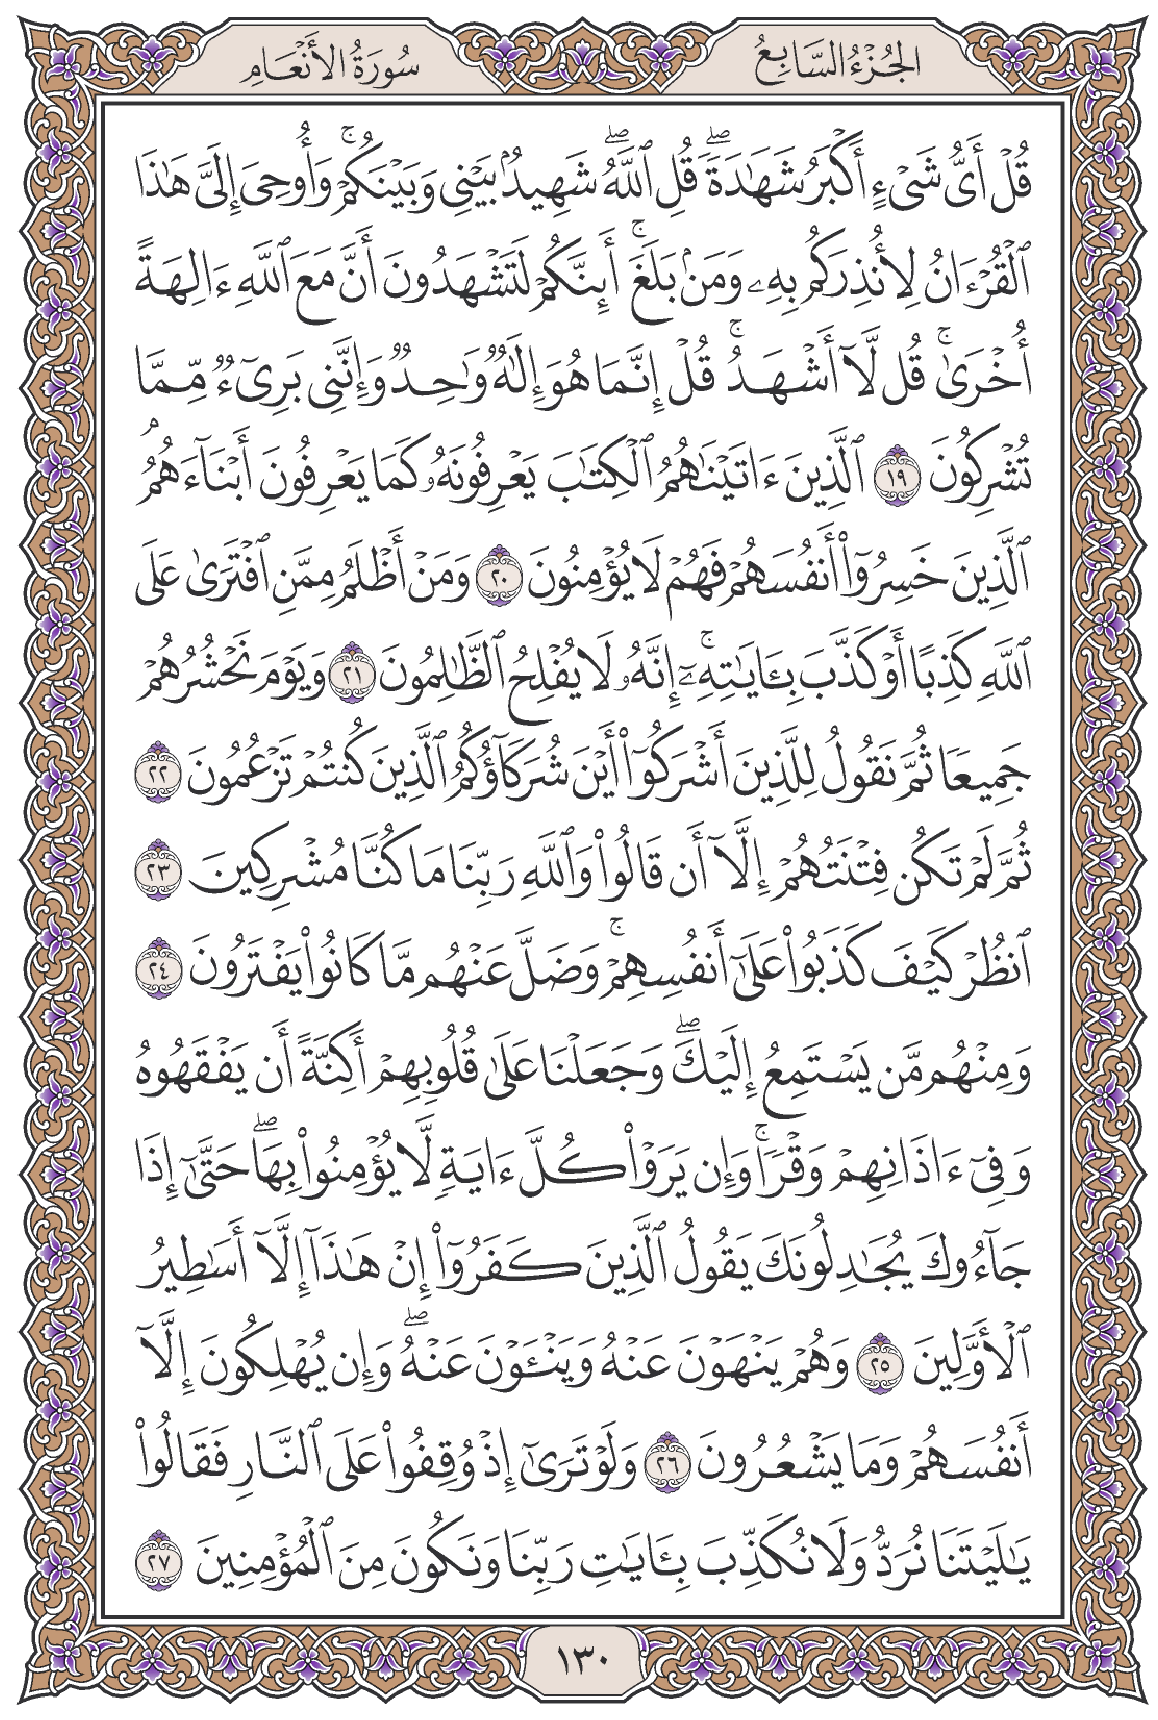 الجُزْءُ السَّابِعُ
سُورَةُ الأَنْعَامِ
قُلْ أَىُّ شَىْءٍ أَكْبَرُ شَهَـٰدَةًۖ قُلِ ٱللَّهُۖ شَهِيدُۢ بَيْنِى وَبَيْنَكُمْۚ وَأُوحِىَ إِلَىَّ هَـٰذَا
ٱلْقُرْءَانُ لِأُنذِرَكُم بِهِۦ وَمَنۢ بَلَغَۚ أَئِنَّكُمْ لَتَشْهَدُونَ أَنَّ مَعَ ٱللَّهِ ءَالِهَةً
أُخْرَىٰۚ قُل لَّآ أَشْهَدُۚ قُلْ إِنَّمَا هُوَ إِلَـٰهٌ وَٰحِدٌ وَإِنَّنِى بَرِىٓءٌ مِّمَّا
تُشْرِكُونَ ١٩ ٱلَّذِينَ ءَاتَيْنَـٰهُمُ ٱلْكِتَـٰبَ يَعْرِفُونَهُۥ كَمَا يَعْرِفُونَ أَبْنَآءَهُمُۘ
ٱلَّذِينَ خَسِرُوٓا۟ أَنفُسَهُمْ فَهُمْ لَا يُؤْمِنُونَ ٢٠ وَمَنْ أَظْلَمُ مِمَّنِ ٱفْتَرَىٰ عَلَى
ٱللَّهِ كَذِبًا أَوْ كَذَّبَ بِـَٔايَـٰتِهِۦٓۚ إِنَّهُۥ لَا يُفْلِحُ ٱلظَّـٰلِمُونَ ٢١ وَيَوْمَ نَحْشُرُهُمْ
جَمِيعًا ثُمَّ نَقُولُ لِلَّذِينَ أَشْرَكُوٓا۟ أَيْنَ شُرَكَآؤُكُمُ ٱلَّذِينَ كُنتُمْ تَزْعُمُونَ ٢٢
ثُمَّ لَمْ تَكُن فِتْنَتُهُمْ إِلَّآ أَن قَالُوا۟ وَٱللَّهِ رَبِّنَا مَا كُنَّا مُشْرِكِينَ ٢٣
ٱنظُرْ كَيْفَ كَذَبُوا۟ عَلَىٰٓ أَنفُسِهِمْۚ وَضَلَّ عَنْهُم مَّا كَانُوا۟ يَفْتَرُونَ ٢٤
وَمِنْهُم مَّن يَسْتَمِعُ إِلَيْكَۖ وَجَعَلْنَا عَلَىٰ قُلُوبِهِمْ أَكِنَّةً أَن يَفْقَهُوهُ
وَفِىٓ ءَاذَانِهِمْ وَقْرًاۚ وَإِن يَرَوْا۟ كُلَّ ءَايَةٍ لَّا يُؤْمِنُوا۟ بِهَاۖ حَتَّىٰٓ إِذَا
جَآءُوكَ يُجَـٰدِلُونَكَ يَقُولُ ٱلَّذِينَ كَفَرُوٓا۟ إِنْ هَـٰذَآ إِلَّآ أَسَـٰطِيرُ
ٱلْأَوَّلِينَ ٢٥ وَهُمْ يَنْهَوْنَ عَنْهُ وَيَنْـَٔوْنَ عَنْهُۖ وَإِن يُهْلِكُونَ إِلَّآ
أَنفُسَهُمْ وَمَا يَشْعُرُونَ ٢٦ وَلَوْ تَرَىٰٓ إِذْ وُقِفُوا۟ عَلَى ٱلنَّارِ فَقَالُوا۟
يَـٰلَيْتَنَا نُرَدُّ وَلَا نُكَذِّبَ بِـَٔايَـٰتِ رَبِّنَا وَنَكُونَ مِنَ ٱلْمُؤْمِنِينَ ٢٧
١٣٠